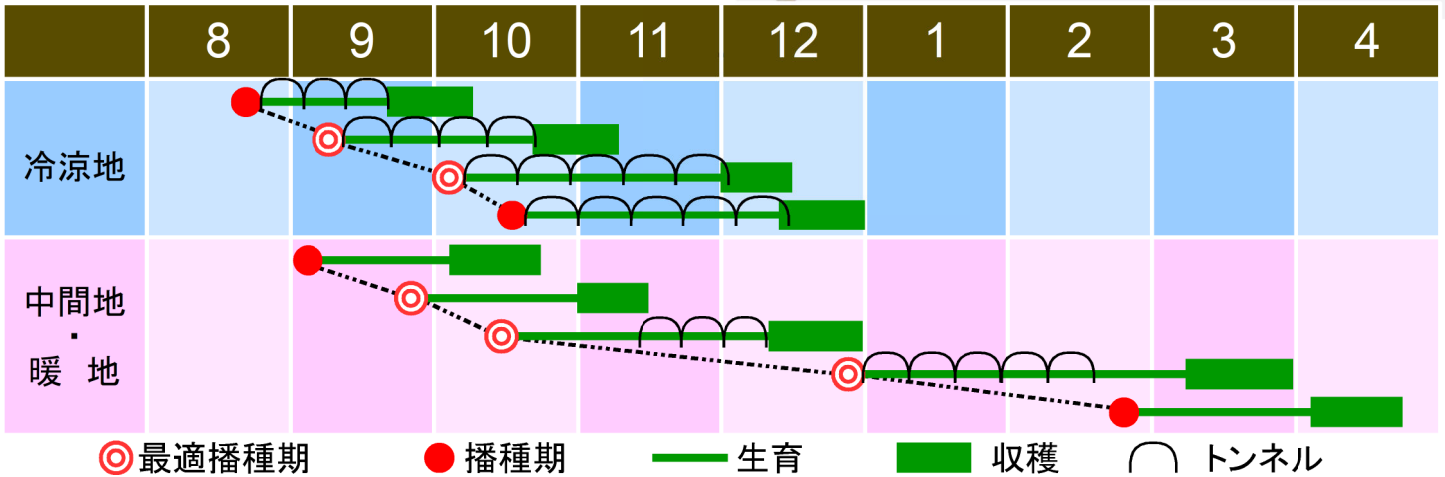 8 9 10 11 12 1 2 3 4
冷涼地
中間地
・
暖 地
最適播種期 播種期 生育 収穫 トンネル